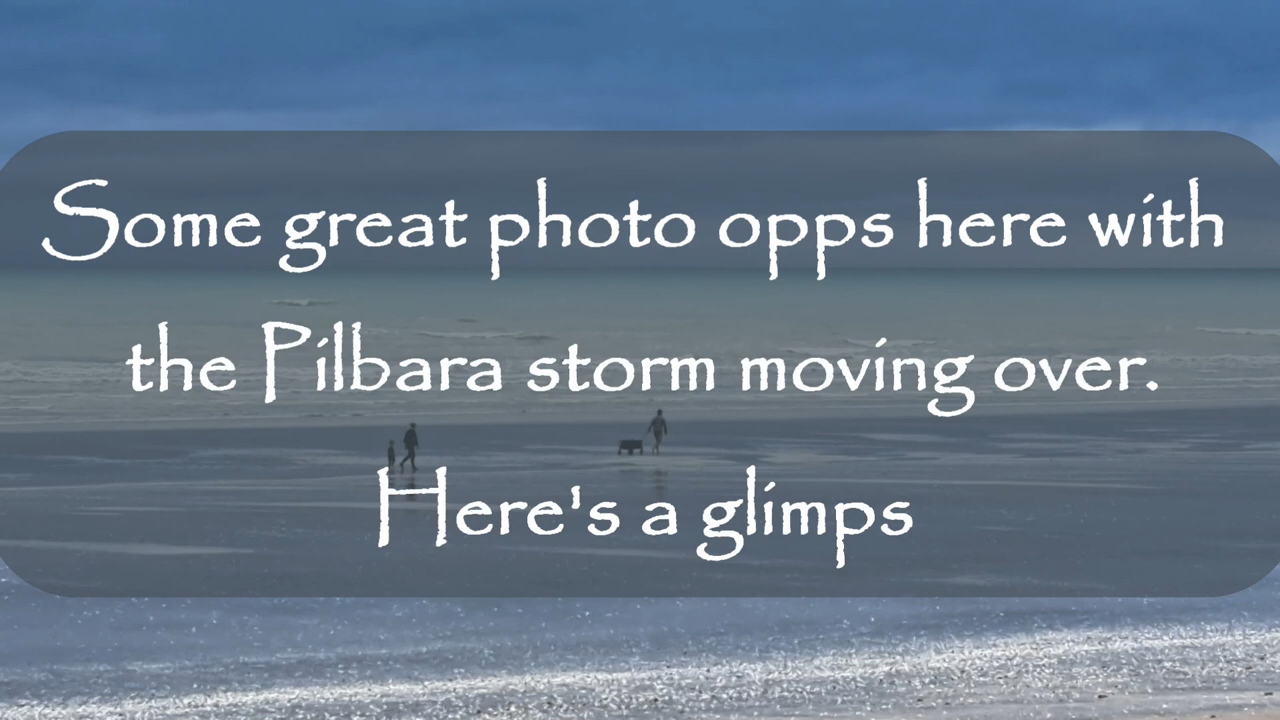 Some great photo opps here with
the Pilbara storm moving over.
Here's a glimps